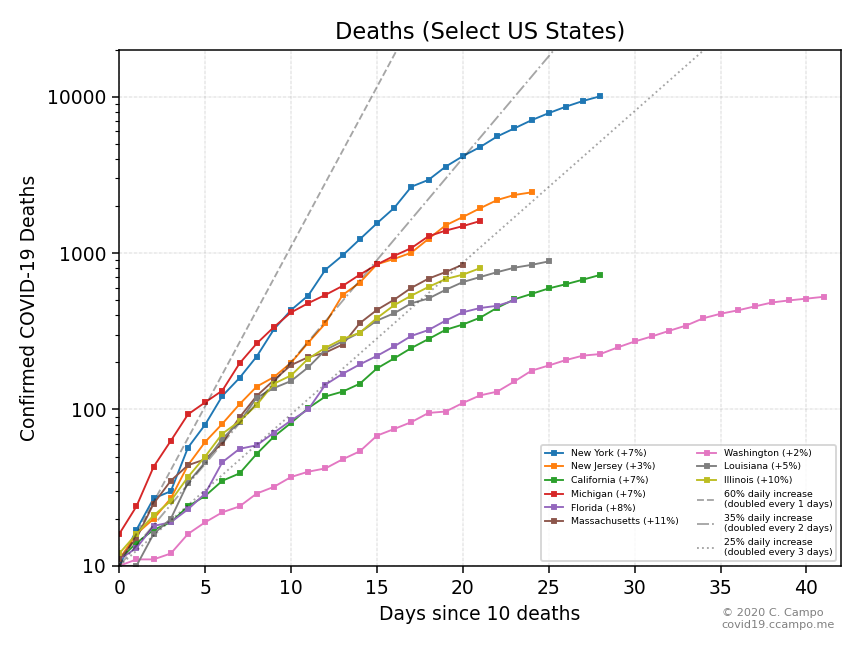 Deaths (Select US States)
Confirmed COVID-19 Deaths
10000
1000
100
10
0 5 10 15 20 25 30 35 40
Days since 10 deaths
New York (+7%)
New Jersey (+3%)
California (+7%)
Michigan (+7%)
Florida (+8%)
Massachusetts (+11%)
Washington (+2%)
Louisiana (+5%)
Illinois (+10%)
60% daily increase
(doubled every 1 days)
35% daily increase
(doubled every 2 days)
25% daily increase
(doubled every 3 days)
© 2020 C. Campo
covid19.ccampo.me